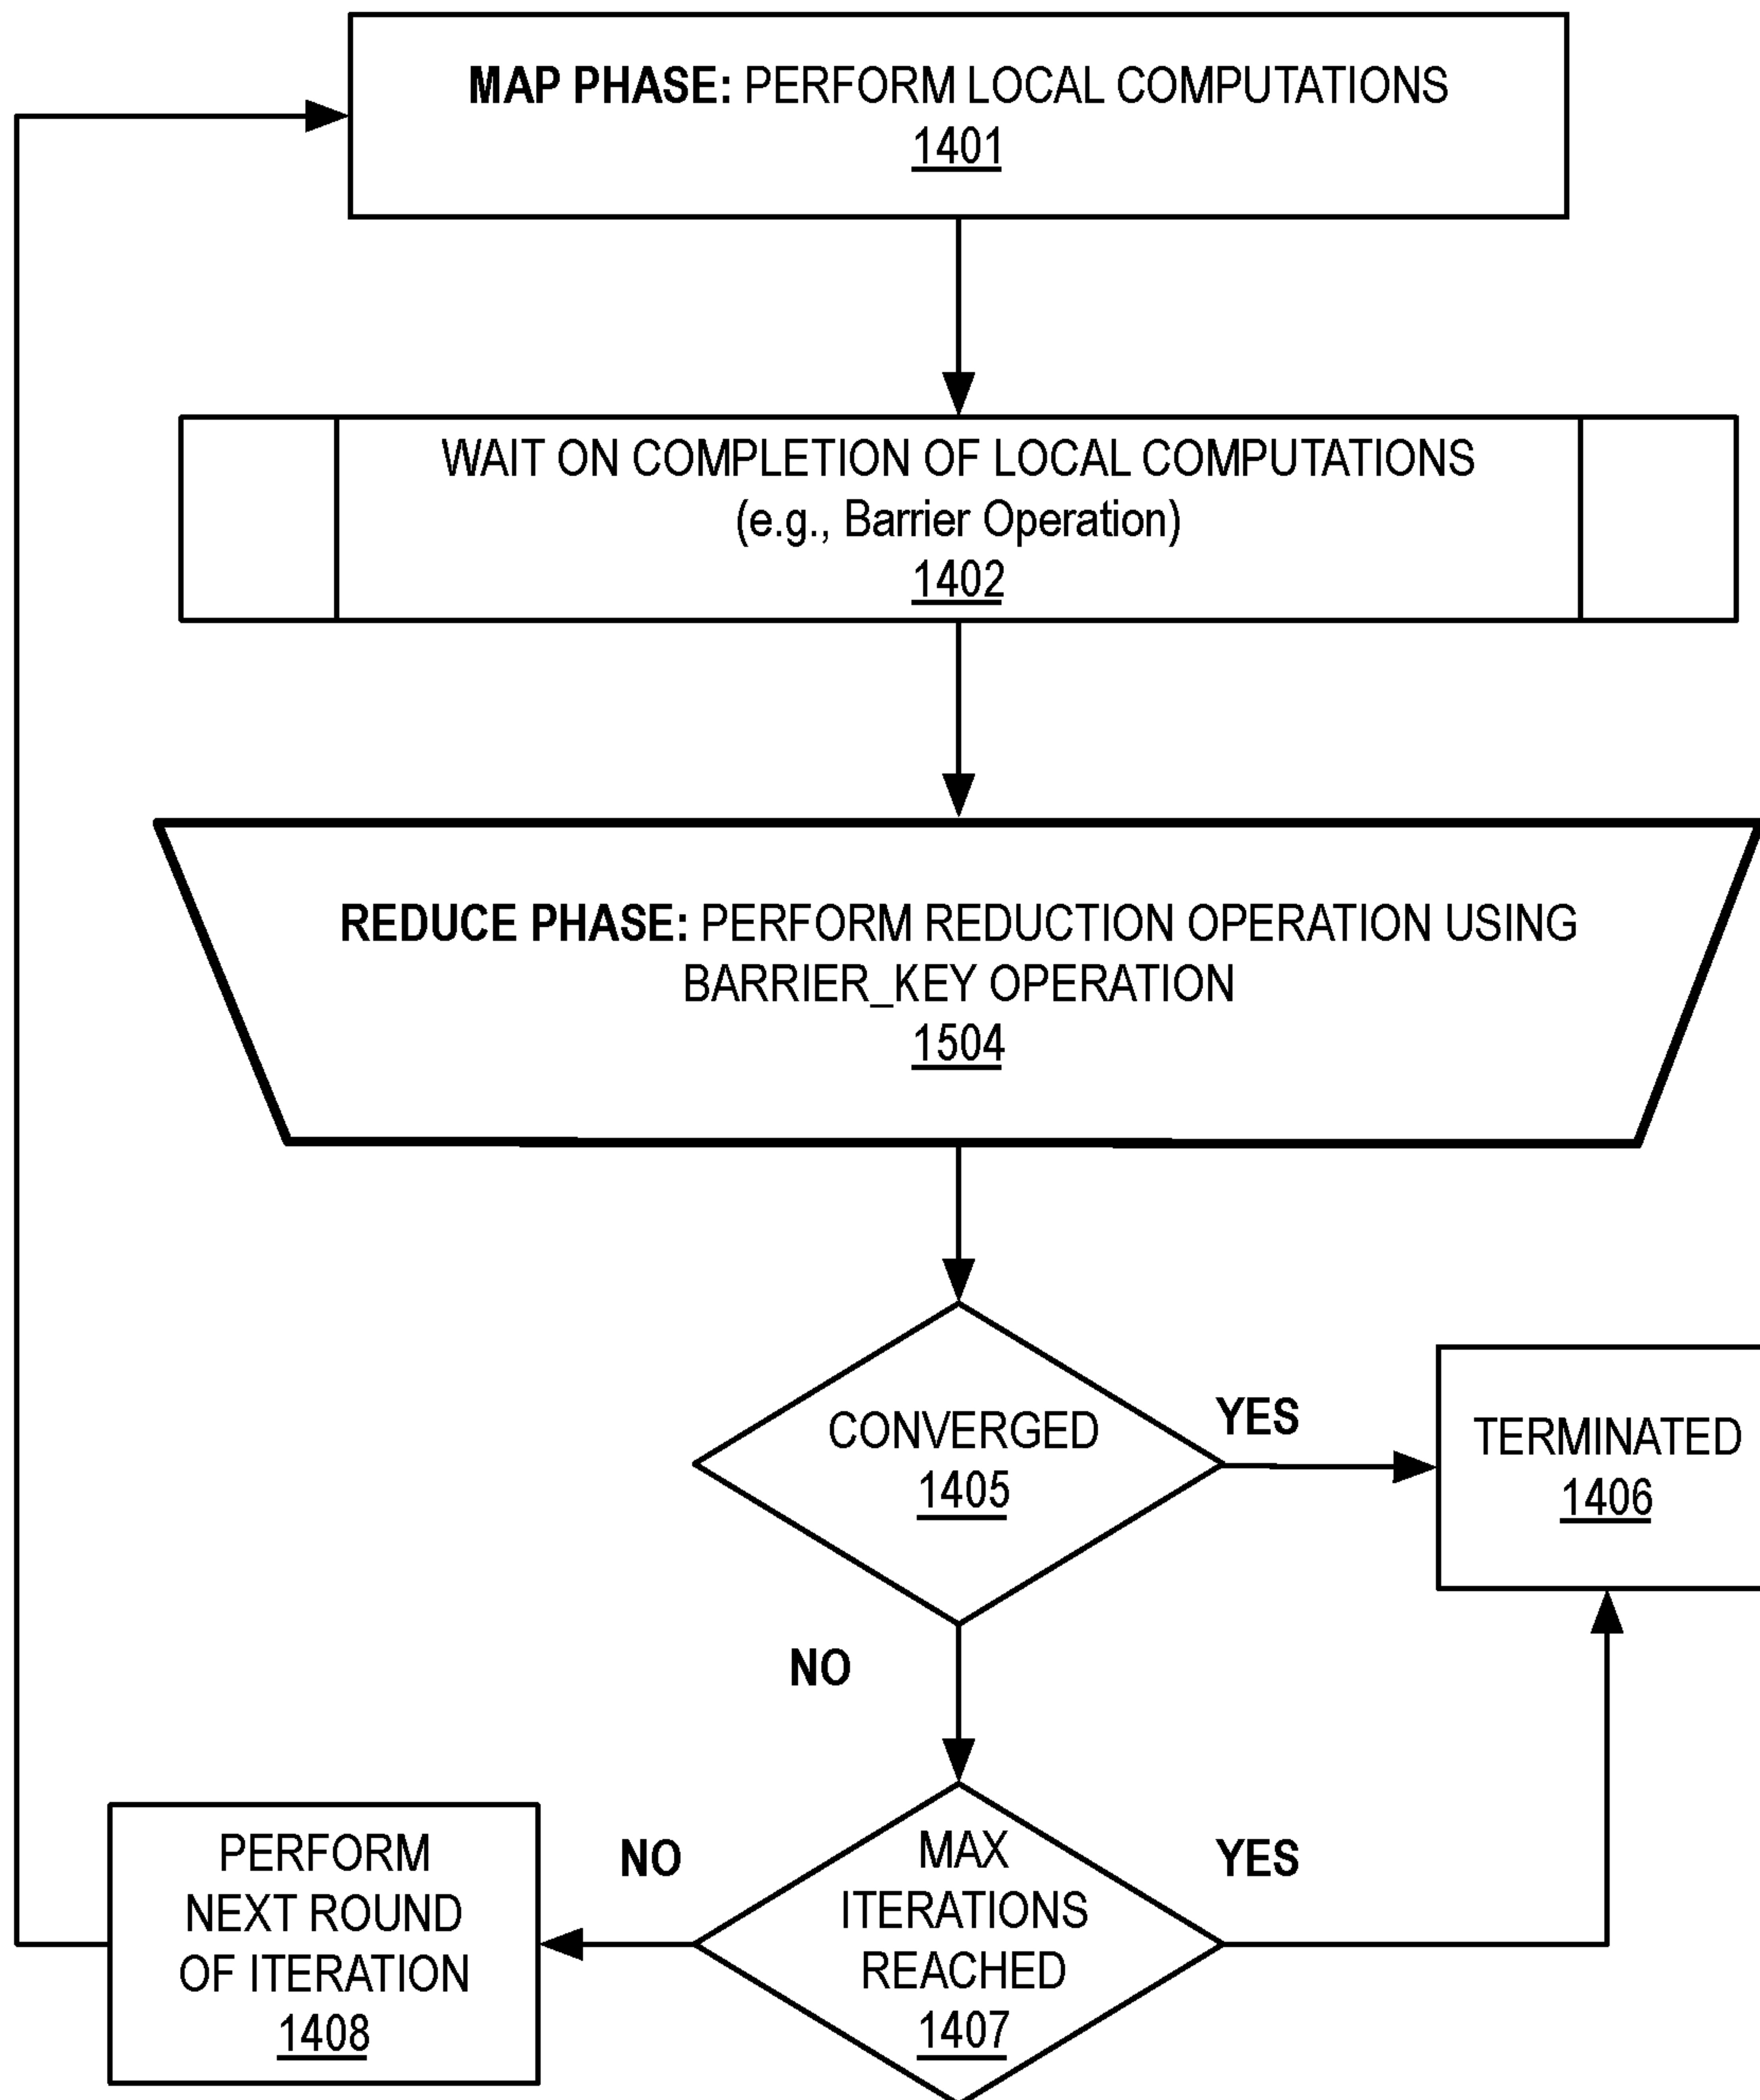 MAP PHASE: PERFORM LOCAL COMPUTATIONS
1401
WAIT ON COMPLETION OF LOCAL COMPUTATIONS
(e.g., Barrier Operation)
1402
REDUCE PHASE: PERFORM REDUCTION OPERATION USING
BARRIER_KEY OPERATION
1504
CONVERGED
1405
YES
TERMINATED
1406
NO
PERFORM
NEXT ROUND
OF ITERATION
1408
NO
MAX
ITERATIONS
REACHED
1407
YES